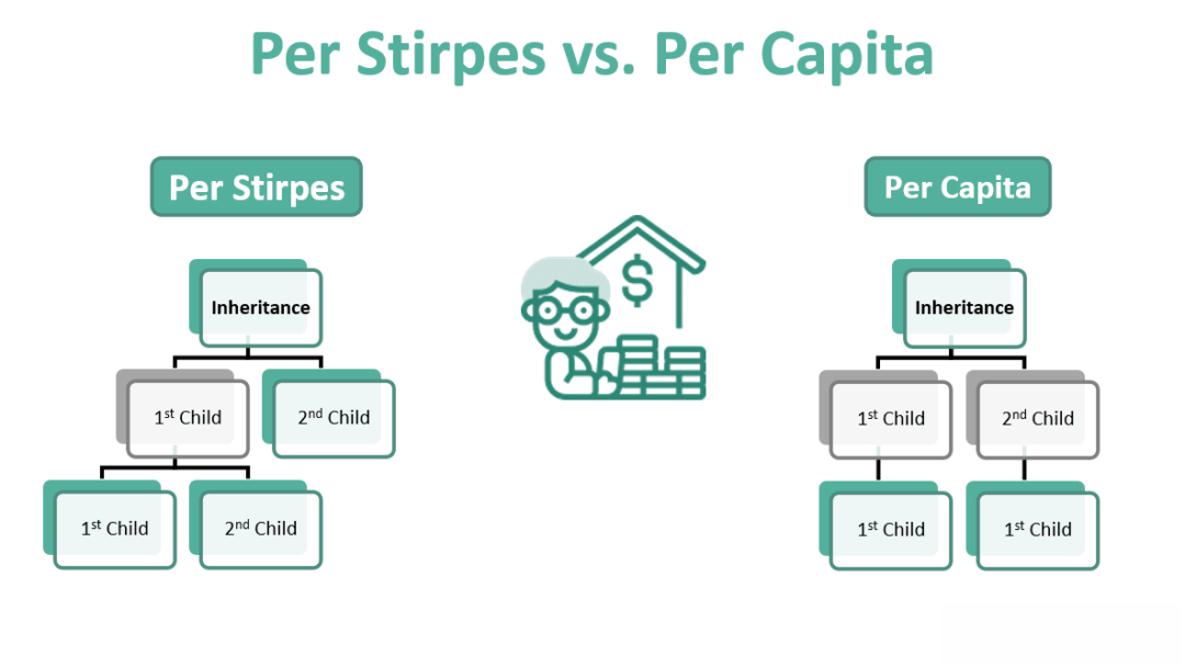 Per Stirpes vs. Per Capita
Per Stirpes
Inheritance
1st Child
2nd Child
1st Child
2nd Child
$
Per Capita
Inheritance
1st Child
2nd Child
1st Child
1st Child